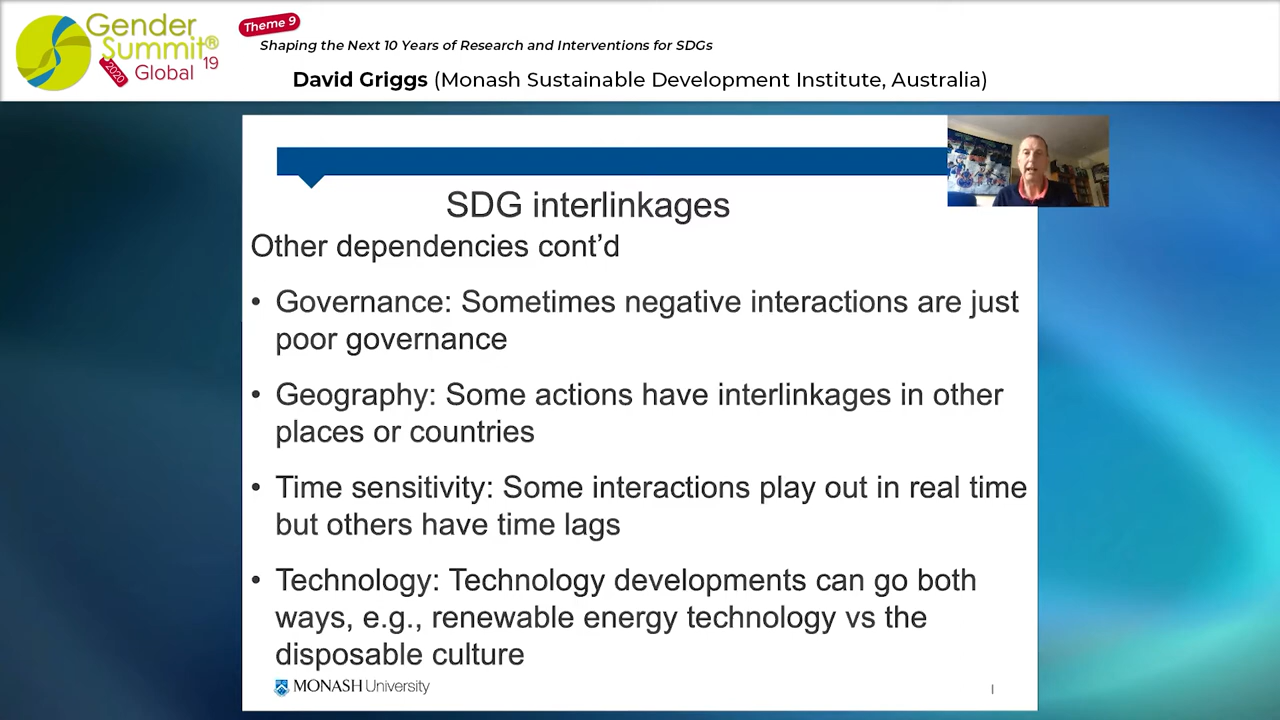 Gender
Summit®
Global 19
2020
Theme 9
Shaping the Next 10 Years of Research and Interventions for SDGs
David Griggs (Monash Sustainable Development Institute, Australia)
SDG interlinkages
Other dependencies cont’d
• Governance: Sometimes negative interactions are just
poor governance
• Geography: Some actions have interlinkages in other
places or countries
• Time sensitivity: Some interactions play out in real time
but others have time lags
• Technology: Technology developments can go both
ways, e.g., renewable energy technology vs the
disposable culture
MONASH University
I